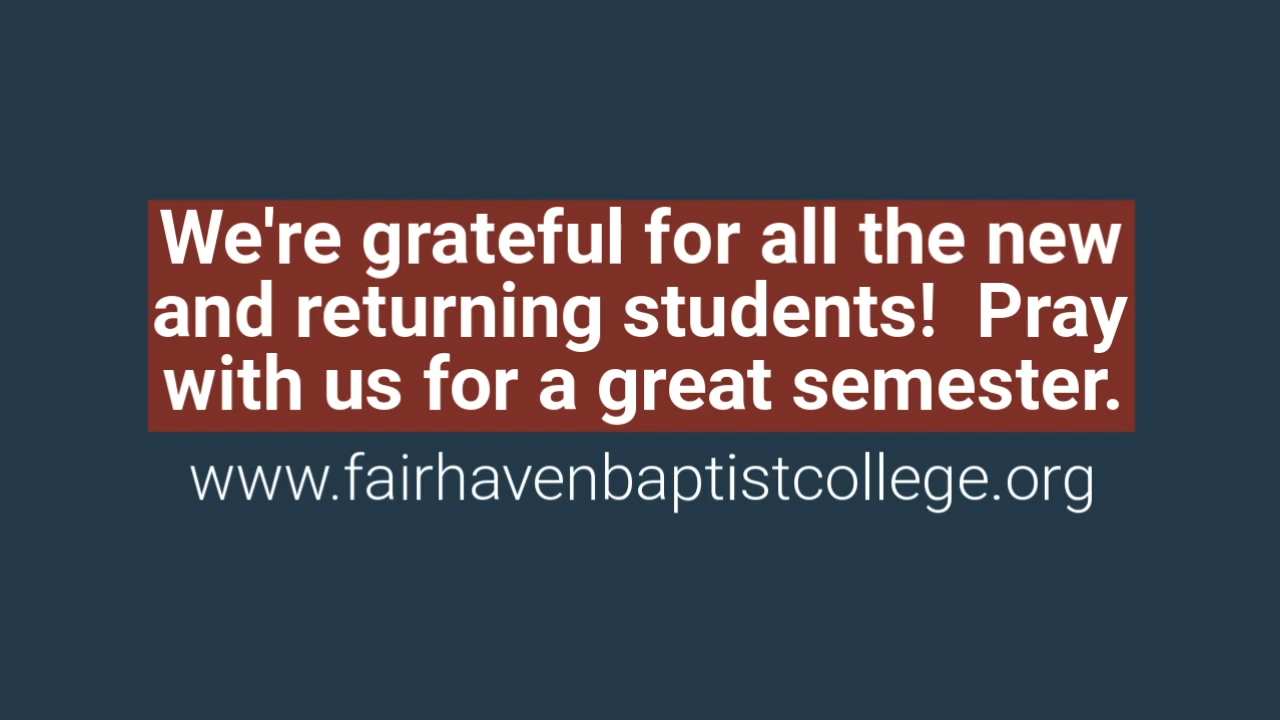 We're grateful for all the new
and returning students!  Pray
with us for a great semester.
www.fairhavenbaptistcollege.org